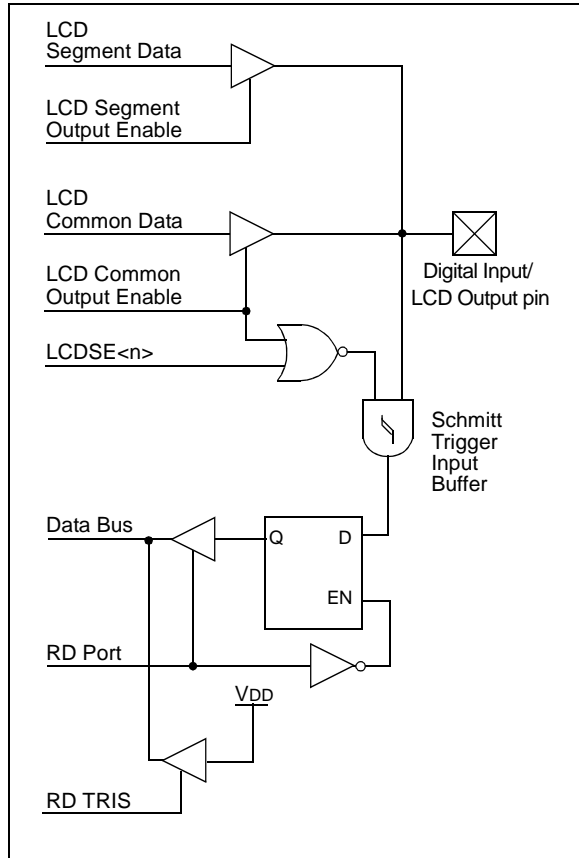 LCD
Segment Data
LCD Segment
Output Enable
LCD
Common Data
LCD Common
Output Enable
Digital Input/
LCD Output pin
LCDSE<n>
Schmitt
Trigger
Input
Buffer
Data Bus
Q
D
EN
RD Port
VDD
RD TRIS